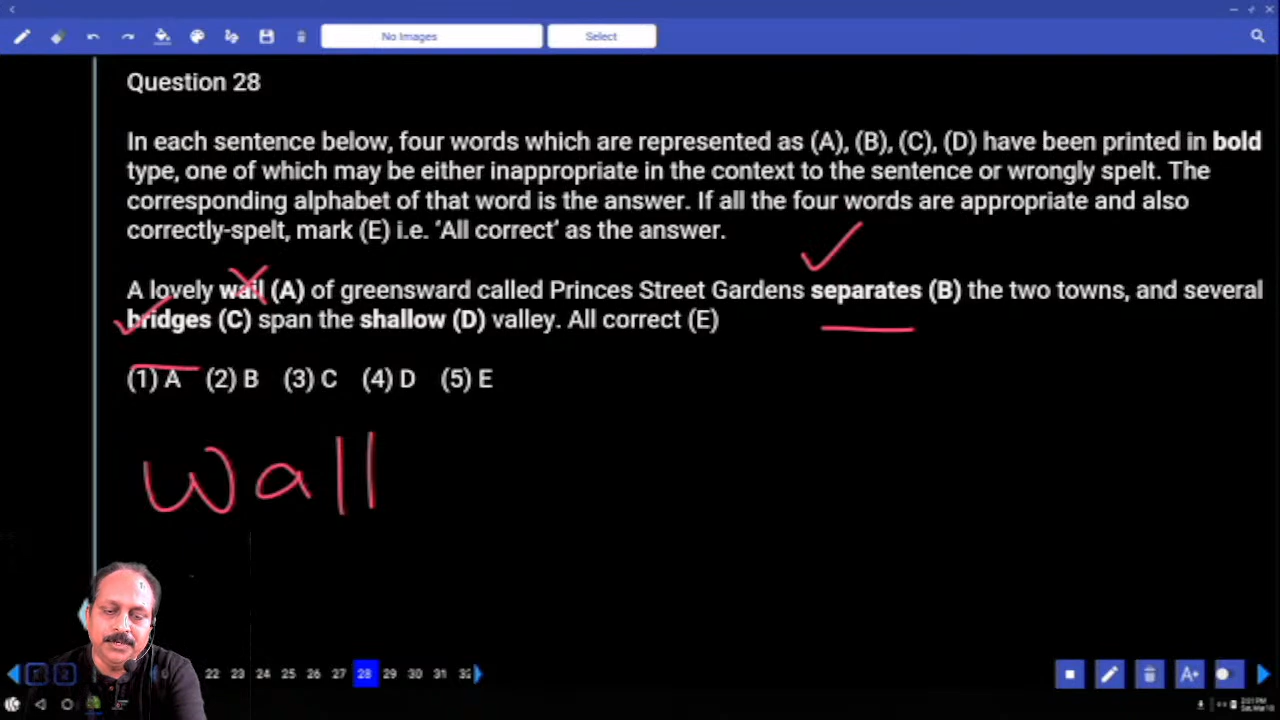 No Images
Select
Question 28
In each sentence below, four words which are represented as (A), (B), (C), (D) have been printed in bold
type, one of which may be either inappropriate in the context to the sentence or wrongly spelt. The
corresponding alphabet of that word is the answer. If all the four words are appropriate and also
correctly-spelt, mark (E) i.e. ‘All correct’ as the answer.
A lovely wail (A) of greensward called Princes Street Gardens separates (B) the two towns, and several
bridges (C) span the shallow (D) valley. All correct (E)
(1) A (2) B (3) C (4) D (5) E
Wall
22 23 24 25 26 27 28 29 30 31
A+